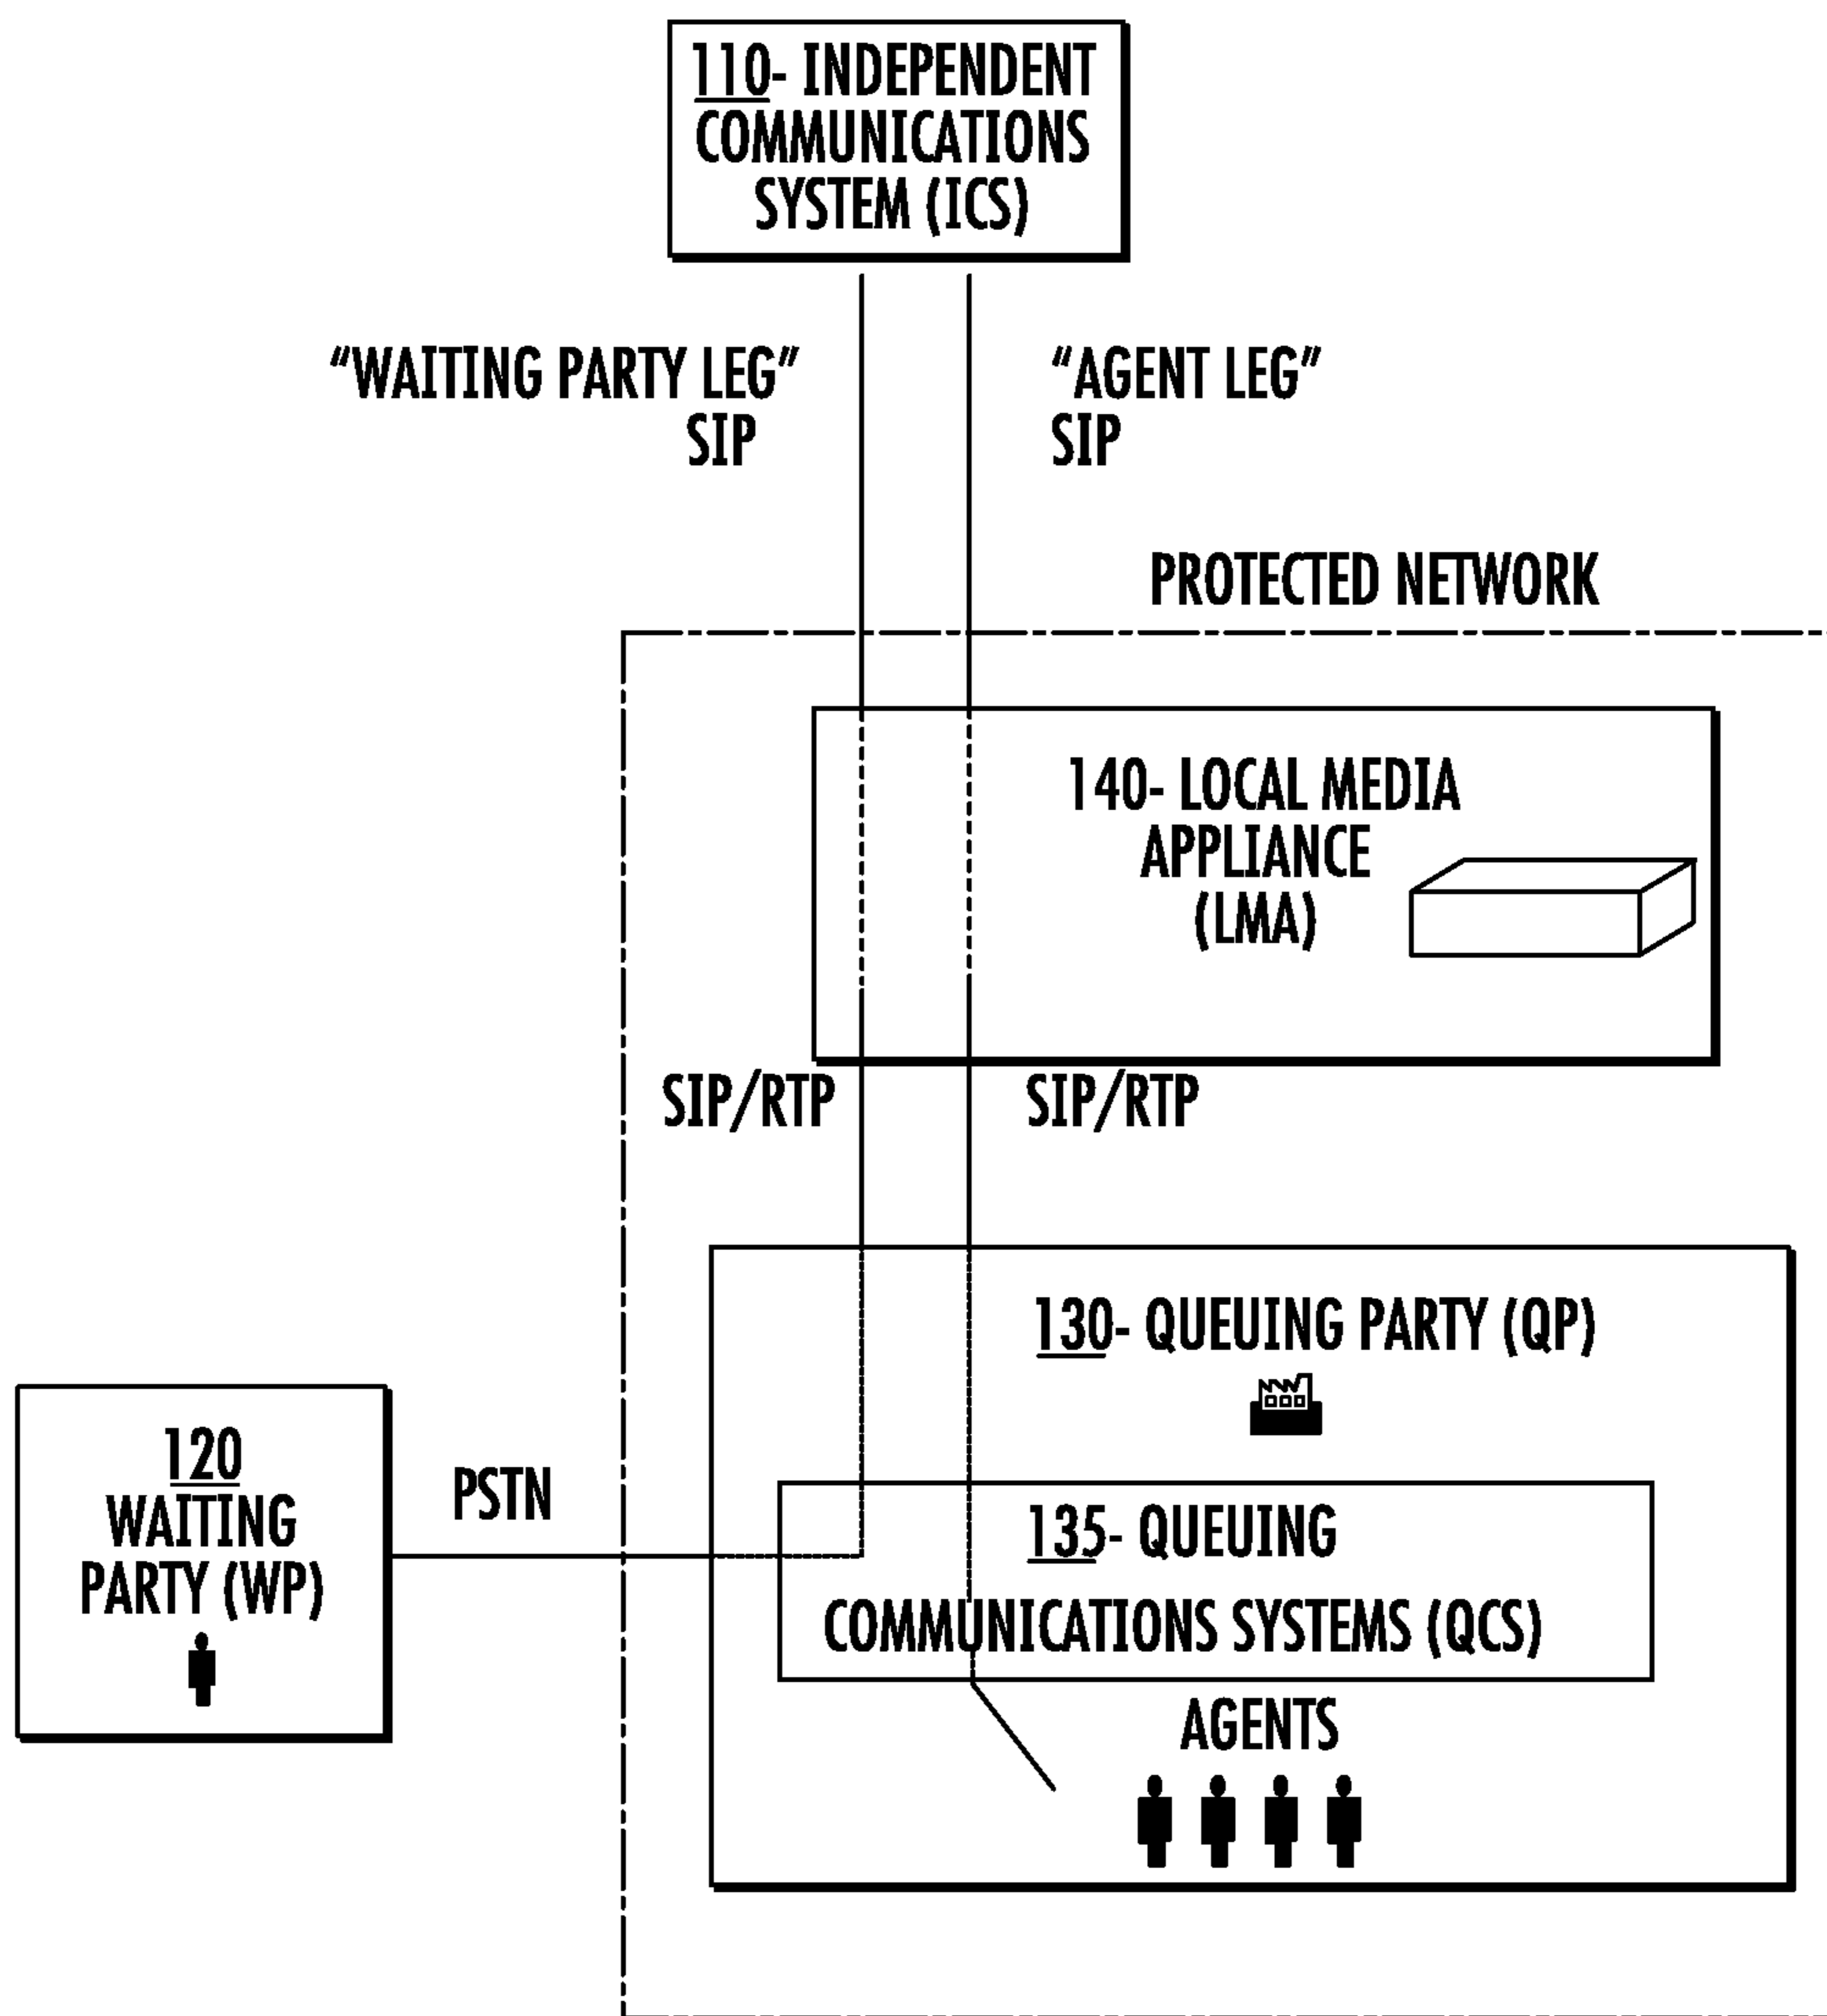 110- INDEPENDENT
COMMUNICATIONS
SYSTEM (ICS)
"WAITING PARTY LEG"
SIP
"AGENT LEG"
SIP
PROTECTED NETWORK
140- LOCAL MEDIA
APPLIANCE
(LMA)
SIP/RTP
SIP/RTP
130- QUEUING PARTY (QP)
120
WAITING
PARTY (WP)
PSTN
135- QUEUING
COMMUNICATIONS SYSTEMS (QCS)
AGENTS